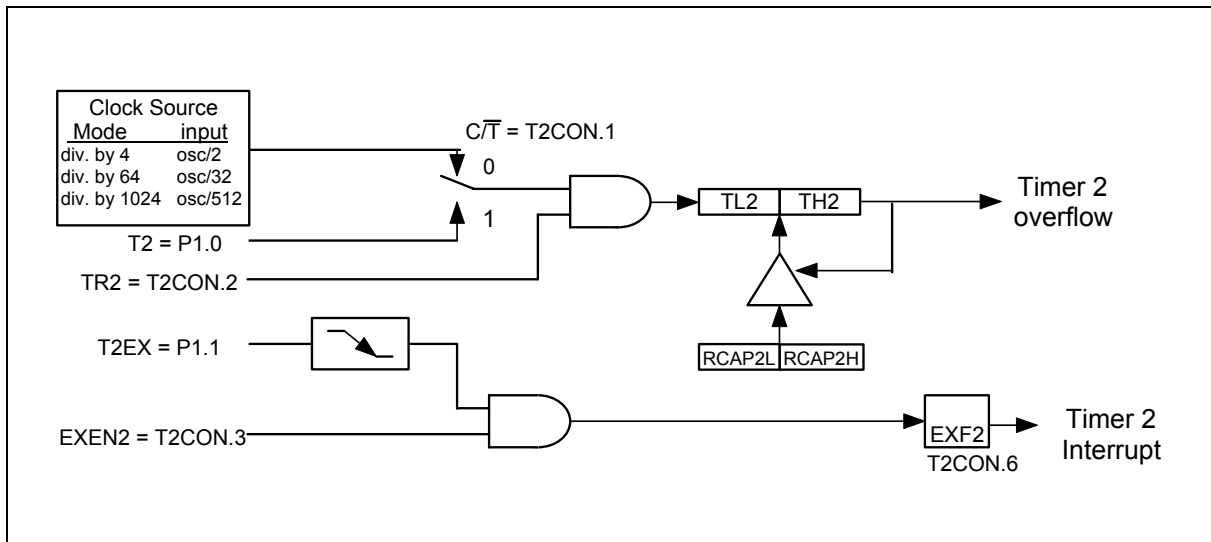 Clock Source
Mode input
div. by 4 osc/2
div. by 64 osc/32
div. by 1024 osc/512
C/T̅ = T2CON.1
0
1
T2 = P1.0
TR2 = T2CON.2
TL2 TH2
Timer 2
overflow
RCAP2L RCAP2H
T2EX = P1.1
EXEN2 = T2CON.3
EXF2
T2CON.6
Timer 2
Interrupt